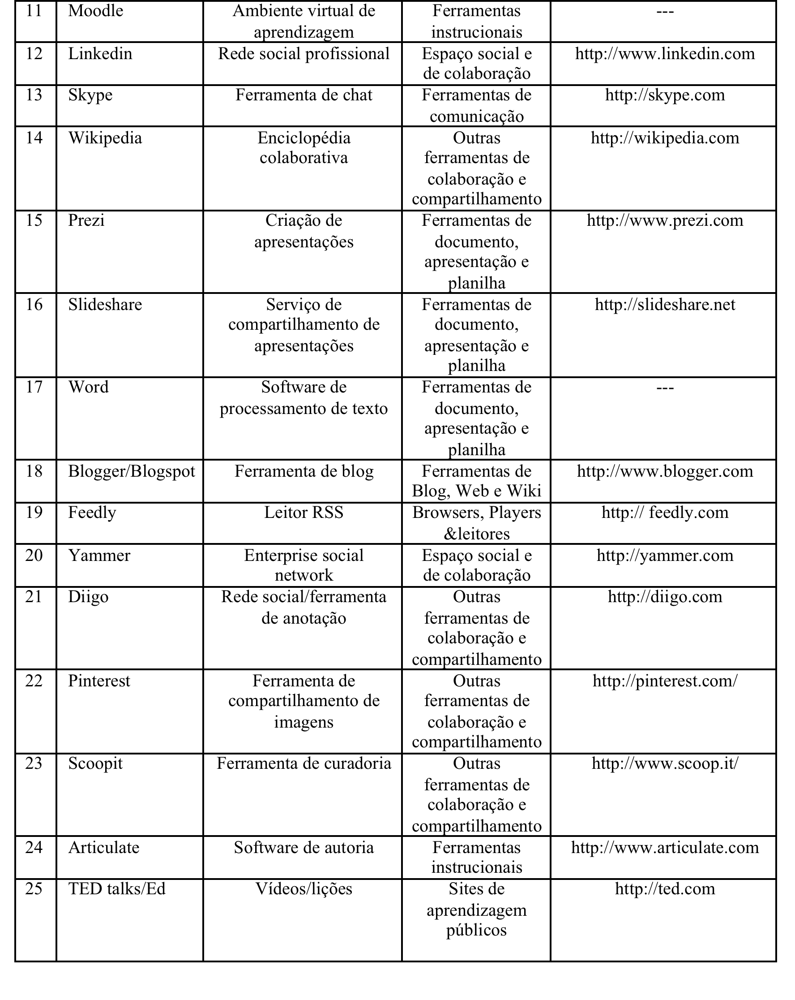 11 Moodle Ambiente virtual de Ferramentas ---
aprendizagem instrucionais
12 Linkedin Rede social profissional Espaço social e http://www.linkedin.com
de colaboração
13 Skype Ferramenta de chat Ferramentas de http://skype.com
comunicação
14 Wikipedia Enciclopédia Outras http://wikipedia.com
colaborativa ferramentas de
colaboração e
compartilhamento
15 Prezi Criação de Ferramentas de http://www.prezi.com
apresentações documento,
apresentação e
planilha
16 Slideshare Serviço de Ferramentas de http://slideshare.net
compartilhamento de documento,
apresentações apresentação e
planilha
17 Word Software de Ferramentas de ---
processamento de texto documento,
apresentação e
planilha
18 Blogger/Blogspot Ferramenta de blog Ferramentas de http://www.blogger.com
Blog, Web e Wiki
19 Feedly Leitor RSS Browsers, Players http:// feedly.com
&leitores
20 Yammer Enterprise social Espaço social e http://yammer.com
network de colaboração
21 Diigo Rede social/ferramenta Outras http://diigo.com
de anotação ferramentas de
colaboração e
compartilhamento
22 Pinterest Ferramenta de Outras http://pinterest.com/
compartilhamento de ferramentas de
imagens colaboração e
compartilhamento
23 Scoopit Ferramenta de curadoria Outras http://www.scoop.it/
ferramentas de
colaboração e
compartilhamento
24 Articulate Software de autoria Ferramentas http://www.articulate.com
instrucionais
25 TED talks/Ed Vídeos/lições Sites de http://ted.com
aprendizagem
públicos